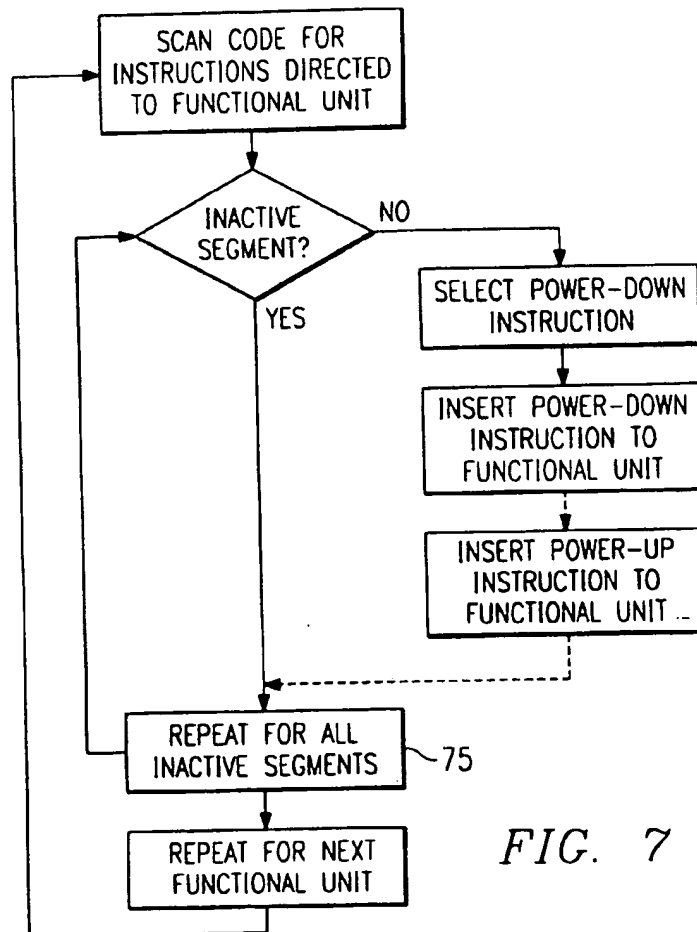 SCAN CODE FOR
INSTRUCTIONS DIRECTED
TO FUNCTIONAL UNIT
INACTIVE
SEGMENT?
NO
YES
SELECT POWER-DOWN
INSTRUCTION
INSERT POWER-DOWN
INSTRUCTION TO
FUNCTIONAL UNIT
INSERT POWER-UP
INSTRUCTION TO
FUNCTIONAL UNIT
REPEAT FOR ALL
INACTIVE SEGMENTS
75
REPEAT FOR NEXT
FUNCTIONAL UNIT
FIG. 7